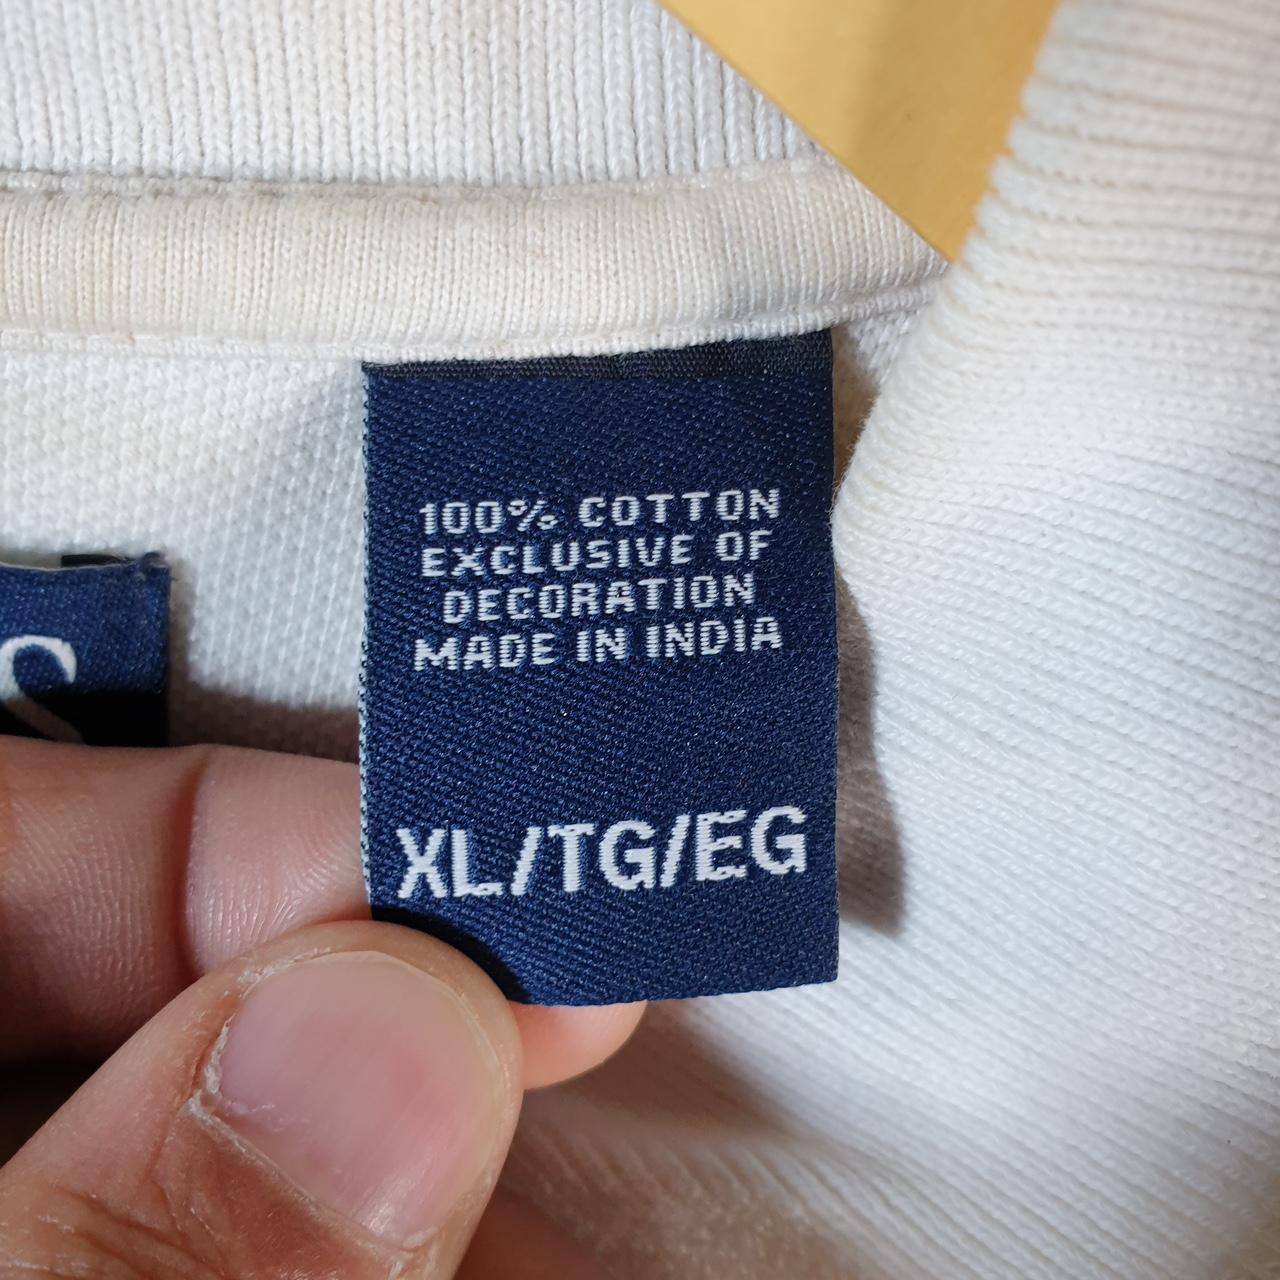 100% COTTON
EXCLUSIVE OF
DECORATION
MADE IN INDIA
XL/TG/EG